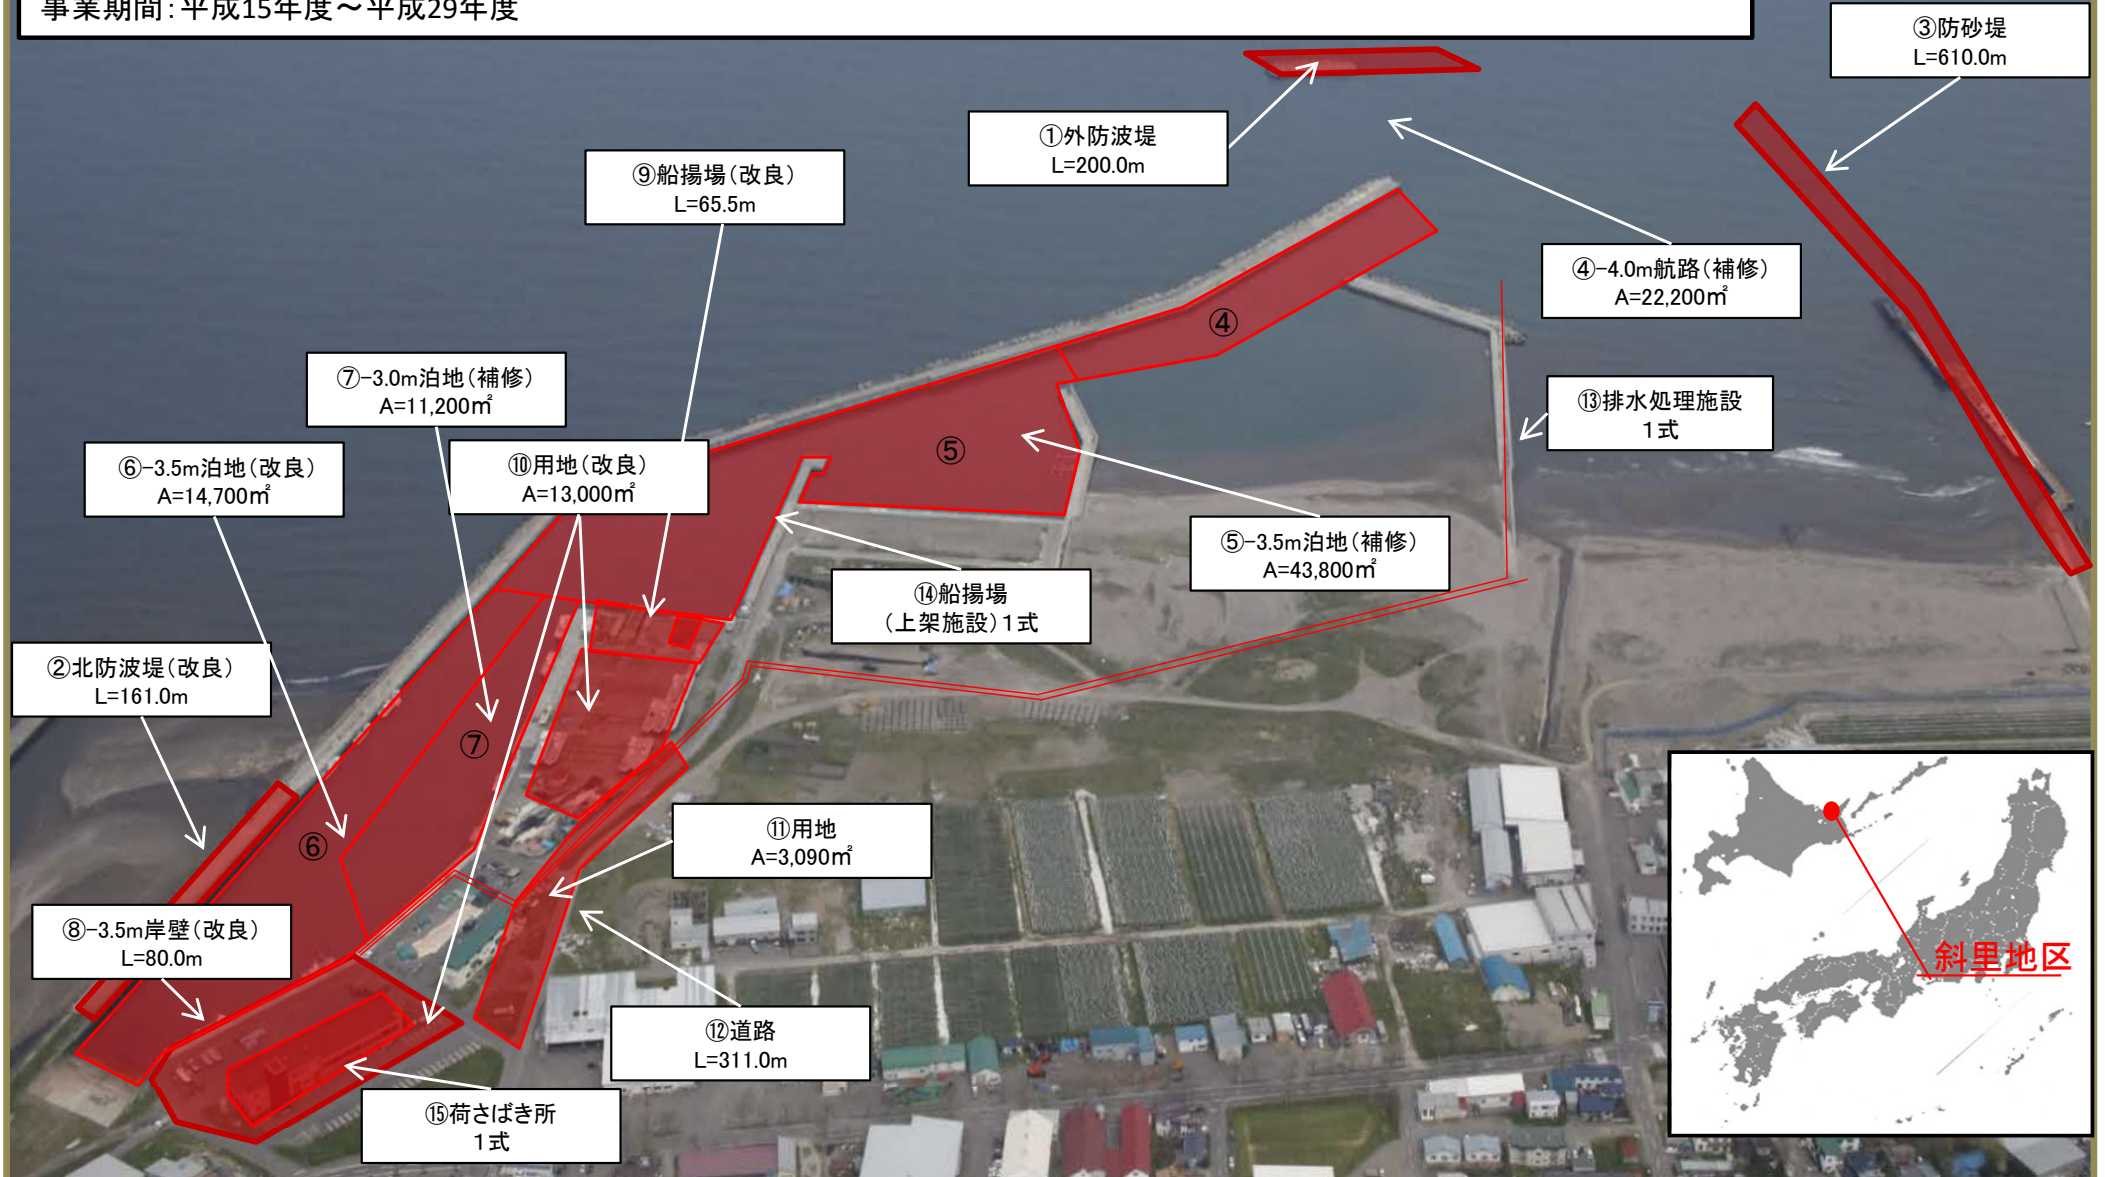 事業期間:平成15年度～平成29年度
③防砂堤
L=610.0m
①外防波堤
L=200.0m
⑨船揚場(改良)
L=65.5m
④-4.0m航路(補修)
A=22,200㎡
④
⑦-3.0m泊地(補修)
A=11,200㎡
⑬排水処理施設
1式
⑥-3.5m泊地(改良)
A=14,700㎡
⑩用地(改良)
A=13,000㎡
⑤
⑤-3.5m泊地(補修)
A=43,800㎡
⑭船揚場
(上架施設)1式
②北防波堤(改良)
L=161.0m
⑦
⑥
⑪用地
A=3,090㎡
⑧-3.5m岸壁(改良)
L=80.0m
斜里地区
⑫道路
L=311.0m
⑮荷さばき所
1式